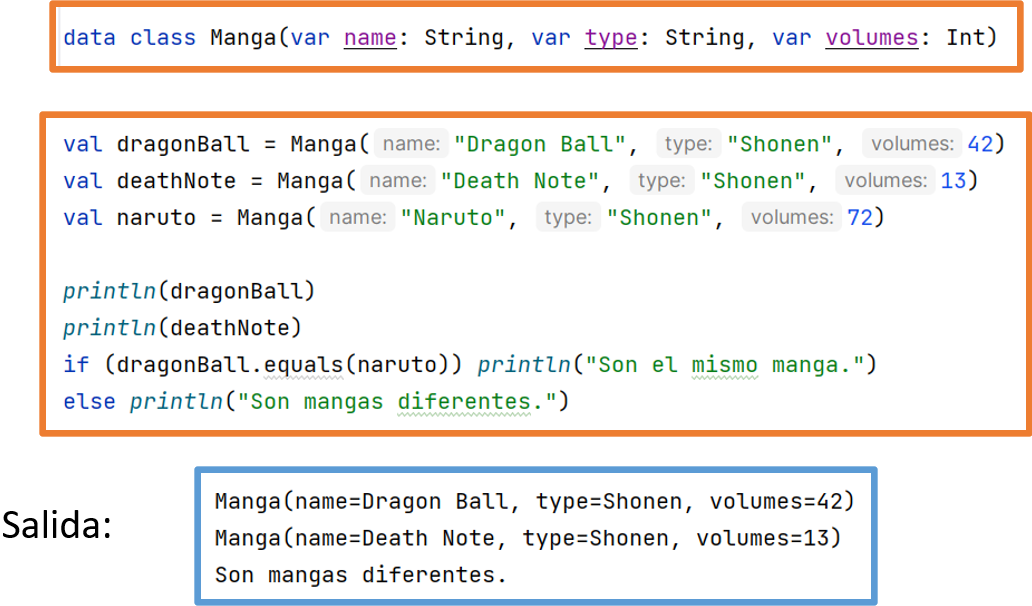 data class Manga(var name: String, var type: String, var volumes: Int)
val dragonBall = Manga( name: "Dragon Ball", type: "Shonen", volumes: 42)
val deathNote = Manga( name: "Death Note", type: "Shonen", volumes: 13)
val naruto = Manga( name: "Naruto", type: "Shonen", volumes: 72)
println(dragonBall)
println(deathNote)
if (dragonBall.equals(naruto)) println("Son el mismo manga.")
else println("Son mangas diferentes.")
Salida:
Manga(name=Dragon Ball, type=Shonen, volumes=42)
Manga(name=Death Note, type=Shonen, volumes=13)
Son mangas diferentes.